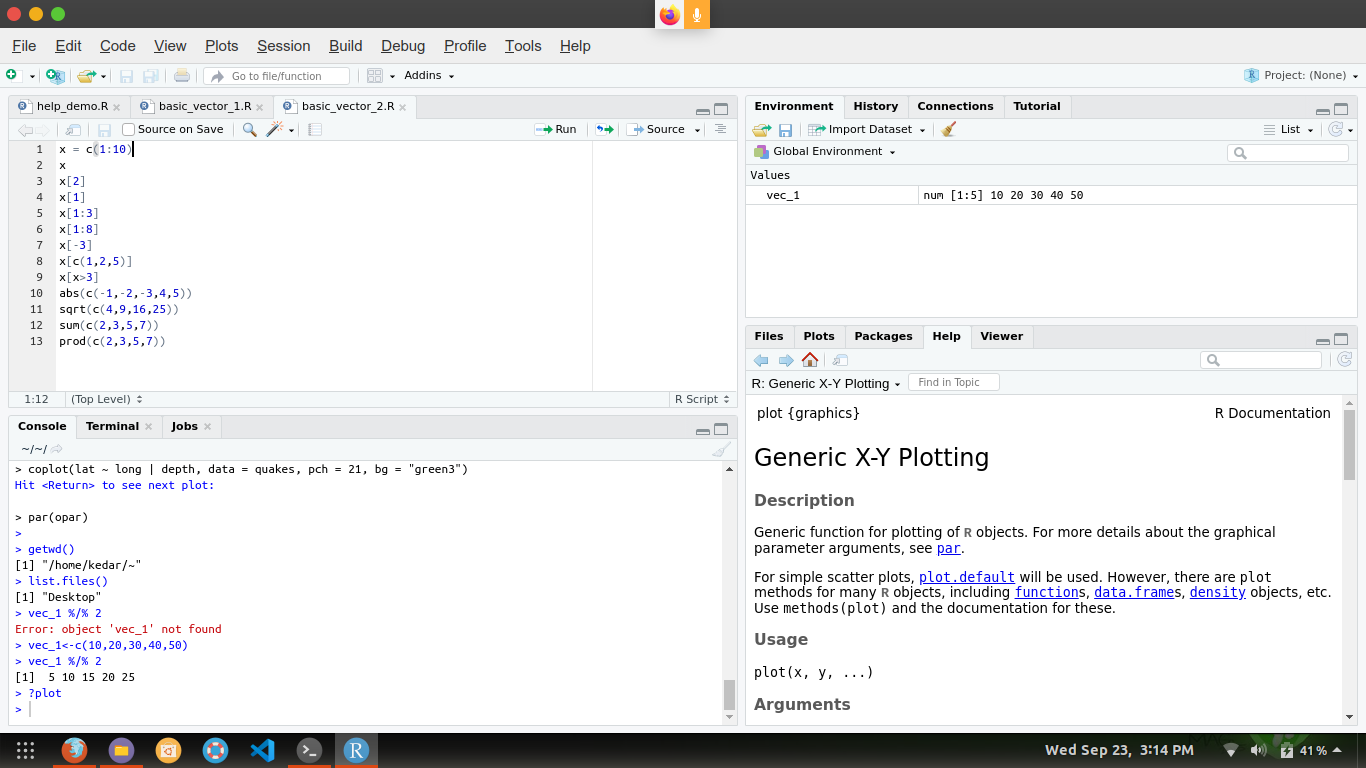 File Edit Code View Plots Session Build Debug Profile Tools Help
Go to file/function Addins Project: (None)
help_demo.R basic_vector_1.R basic_vector_2.R
Source on Save Run Source
1 x = c(1:10)
2 x
3 x[2]
4 x[1]
5 x[1:3]
6 x[1:8]
7 x[-3]
8 x[c(1,2,5)]
9 x[x>3]
10 abs(c(-1,-2,-3,4,5))
11 sqrt(c(4,9,16,25))
12 sum(c(2,3,5,7))
13 prod(c(2,3,5,7))
1:12 (Top Level) R Script
Console Terminal Jobs
~/~/
> coplot(lat ~ long | depth, data = quakes, pch = 21, bg = "green3")
Hit <Return> to see next plot:
> par(opar)
>
> getwd()
[1] "/home/kedar/~"
> list.files()
[1] "Desktop"
> vec_1 %/% 2
Error: object 'vec_1' not found
> vec_1<-c(10,20,30,40,50)
> vec_1 %/% 2
[1]  5 10 15 20 25
> ?plot
>
Environment History Connections Tutorial
Import Dataset List
Global Environment
Values
vec_1 num [1:5] 10 20 30 40 50
Files Plots Packages Help Viewer
R: Generic X-Y Plotting Find in Topic
plot {graphics} R Documentation
Generic X-Y Plotting
Description
Generic function for plotting of R objects. For more details about the graphical
parameter arguments, see par.
For simple scatter plots, plot.default will be used. However, there are plot
methods for many R objects, including functions, data.frames, density objects, etc.
Use methods(plot) and the documentation for these.
Usage
plot(x, y, ...)
Arguments
Wed Sep 23, 3:14 PM 41%